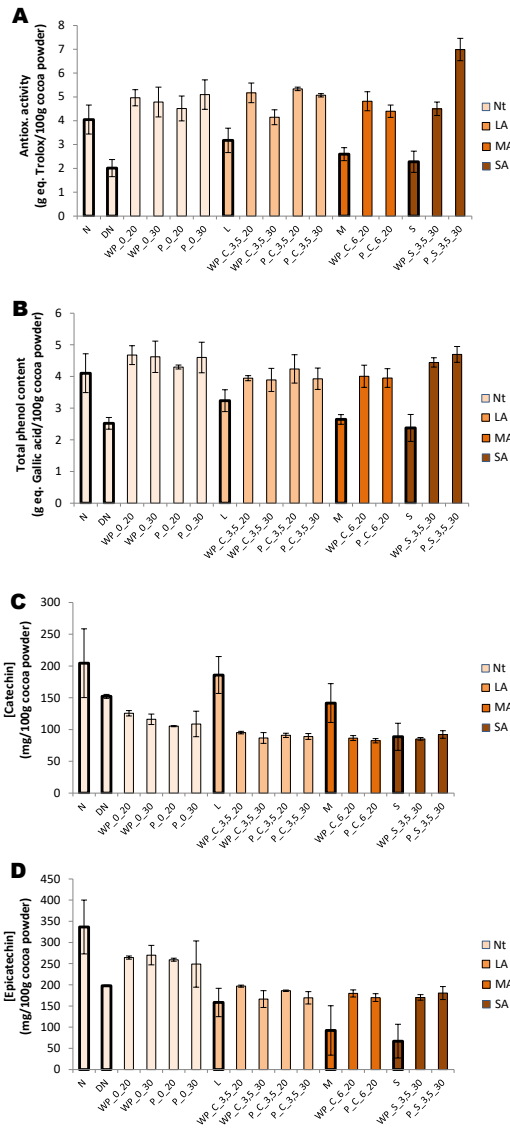 A
Antiox. activity
(g eq. Trolox/100g cocoa powder)
8
7
6
5
4
3
2
1
0
N
DN
WP_0_20
WP_0_30
P_0_20
P_0_30
L
WP_C_3,5_20
WP_C_3,5_30
P_C_3,5_20
P_C_3,5_30
M
WP_C_6_20
P_C_6_20
S
WP_S_3,5_30
P_S_3,5_30
Nt
LA
MA
SA
B
Total phenol content
(g eq. Gallic acid/100g cocoa powder)
6
5
4
3
2
1
0
N
DN
WP_0_20
WP_0_30
P_0_20
P_0_30
L
WP_C_3,5_20
WP_C_3,5_30
P_C_3,5_20
P_C_3,5_30
M
WP_C_6_20
P_C_6_20
S
WP_S_3,5_30
P_S_3,5_30
Nt
LA
MA
SA
C
[Catechin]
(mg/100g cocoa powder)
300
250
200
150
100
50
0
N
DN
WP_0_20
WP_0_30
P_0_20
P_0_30
L
WP_C_3,5_20
WP_C_3,5_30
P_C_3,5_20
P_C_3,5_30
M
WP_C_6_20
P_C_6_20
S
WP_S_3,5_30
P_S_3,5_30
Nt
LA
MA
SA
D
[Epicatechin]
(mg/100g cocoa powder)
450
400
350
300
250
200
150
100
50
0
N
DN
WP_0_20
WP_0_30
P_0_20
P_0_30
L
WP_C_3,5_20
WP_C_3,5_30
P_C_3,5_20
P_C_3,5_30
M
WP_C_6_20
P_C_6_20
S
WP_S_3,5_30
P_S_3,5_30
Nt
LA
MA
SA